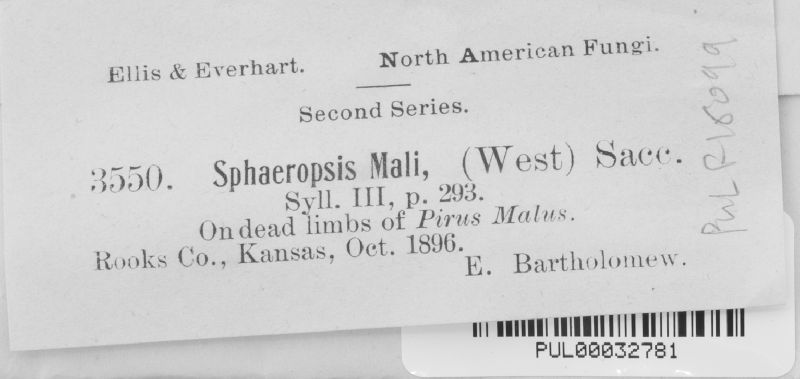 Ellis & Everhart. North American Fungi.
Second Series.
3550. Sphaeropsis Mali, (West) Sacc.
Syll. III, p. 293.
On dead limbs of Pirus Malus.
Rooks Co., Kansas, Oct. 1896.
E. Bartholomew.
PUL F18099
PUL00032781